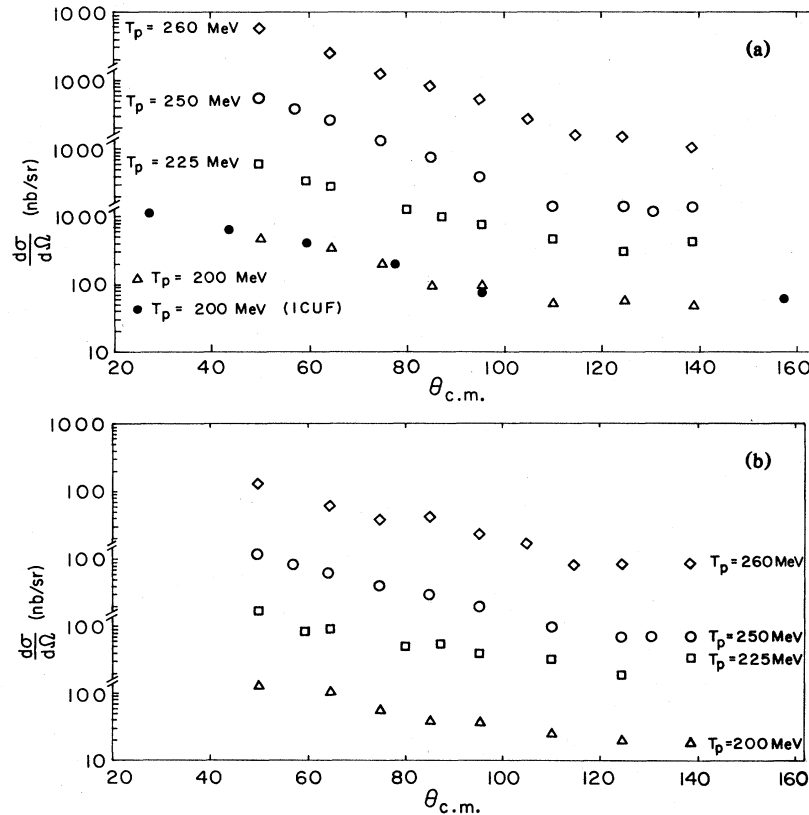 1000
(a)
Tp = 260 MeV
1000
Tp = 250 MeV
1000
Tp = 225 MeV
dσ/dΩ (nb/sr)
1000
Tp = 200 MeV
100
Tp = 200 MeV (ICUF)
10
20 40 60 80 100 120 140 160
θc.m.
1000
(b)
100
Tp = 260 MeV
100
dσ/dΩ (nb/sr)
Tp = 250 MeV
100
Tp = 225 MeV
100
Tp = 200 MeV
10
20 40 60 80 100 120 140 160
θc.m.